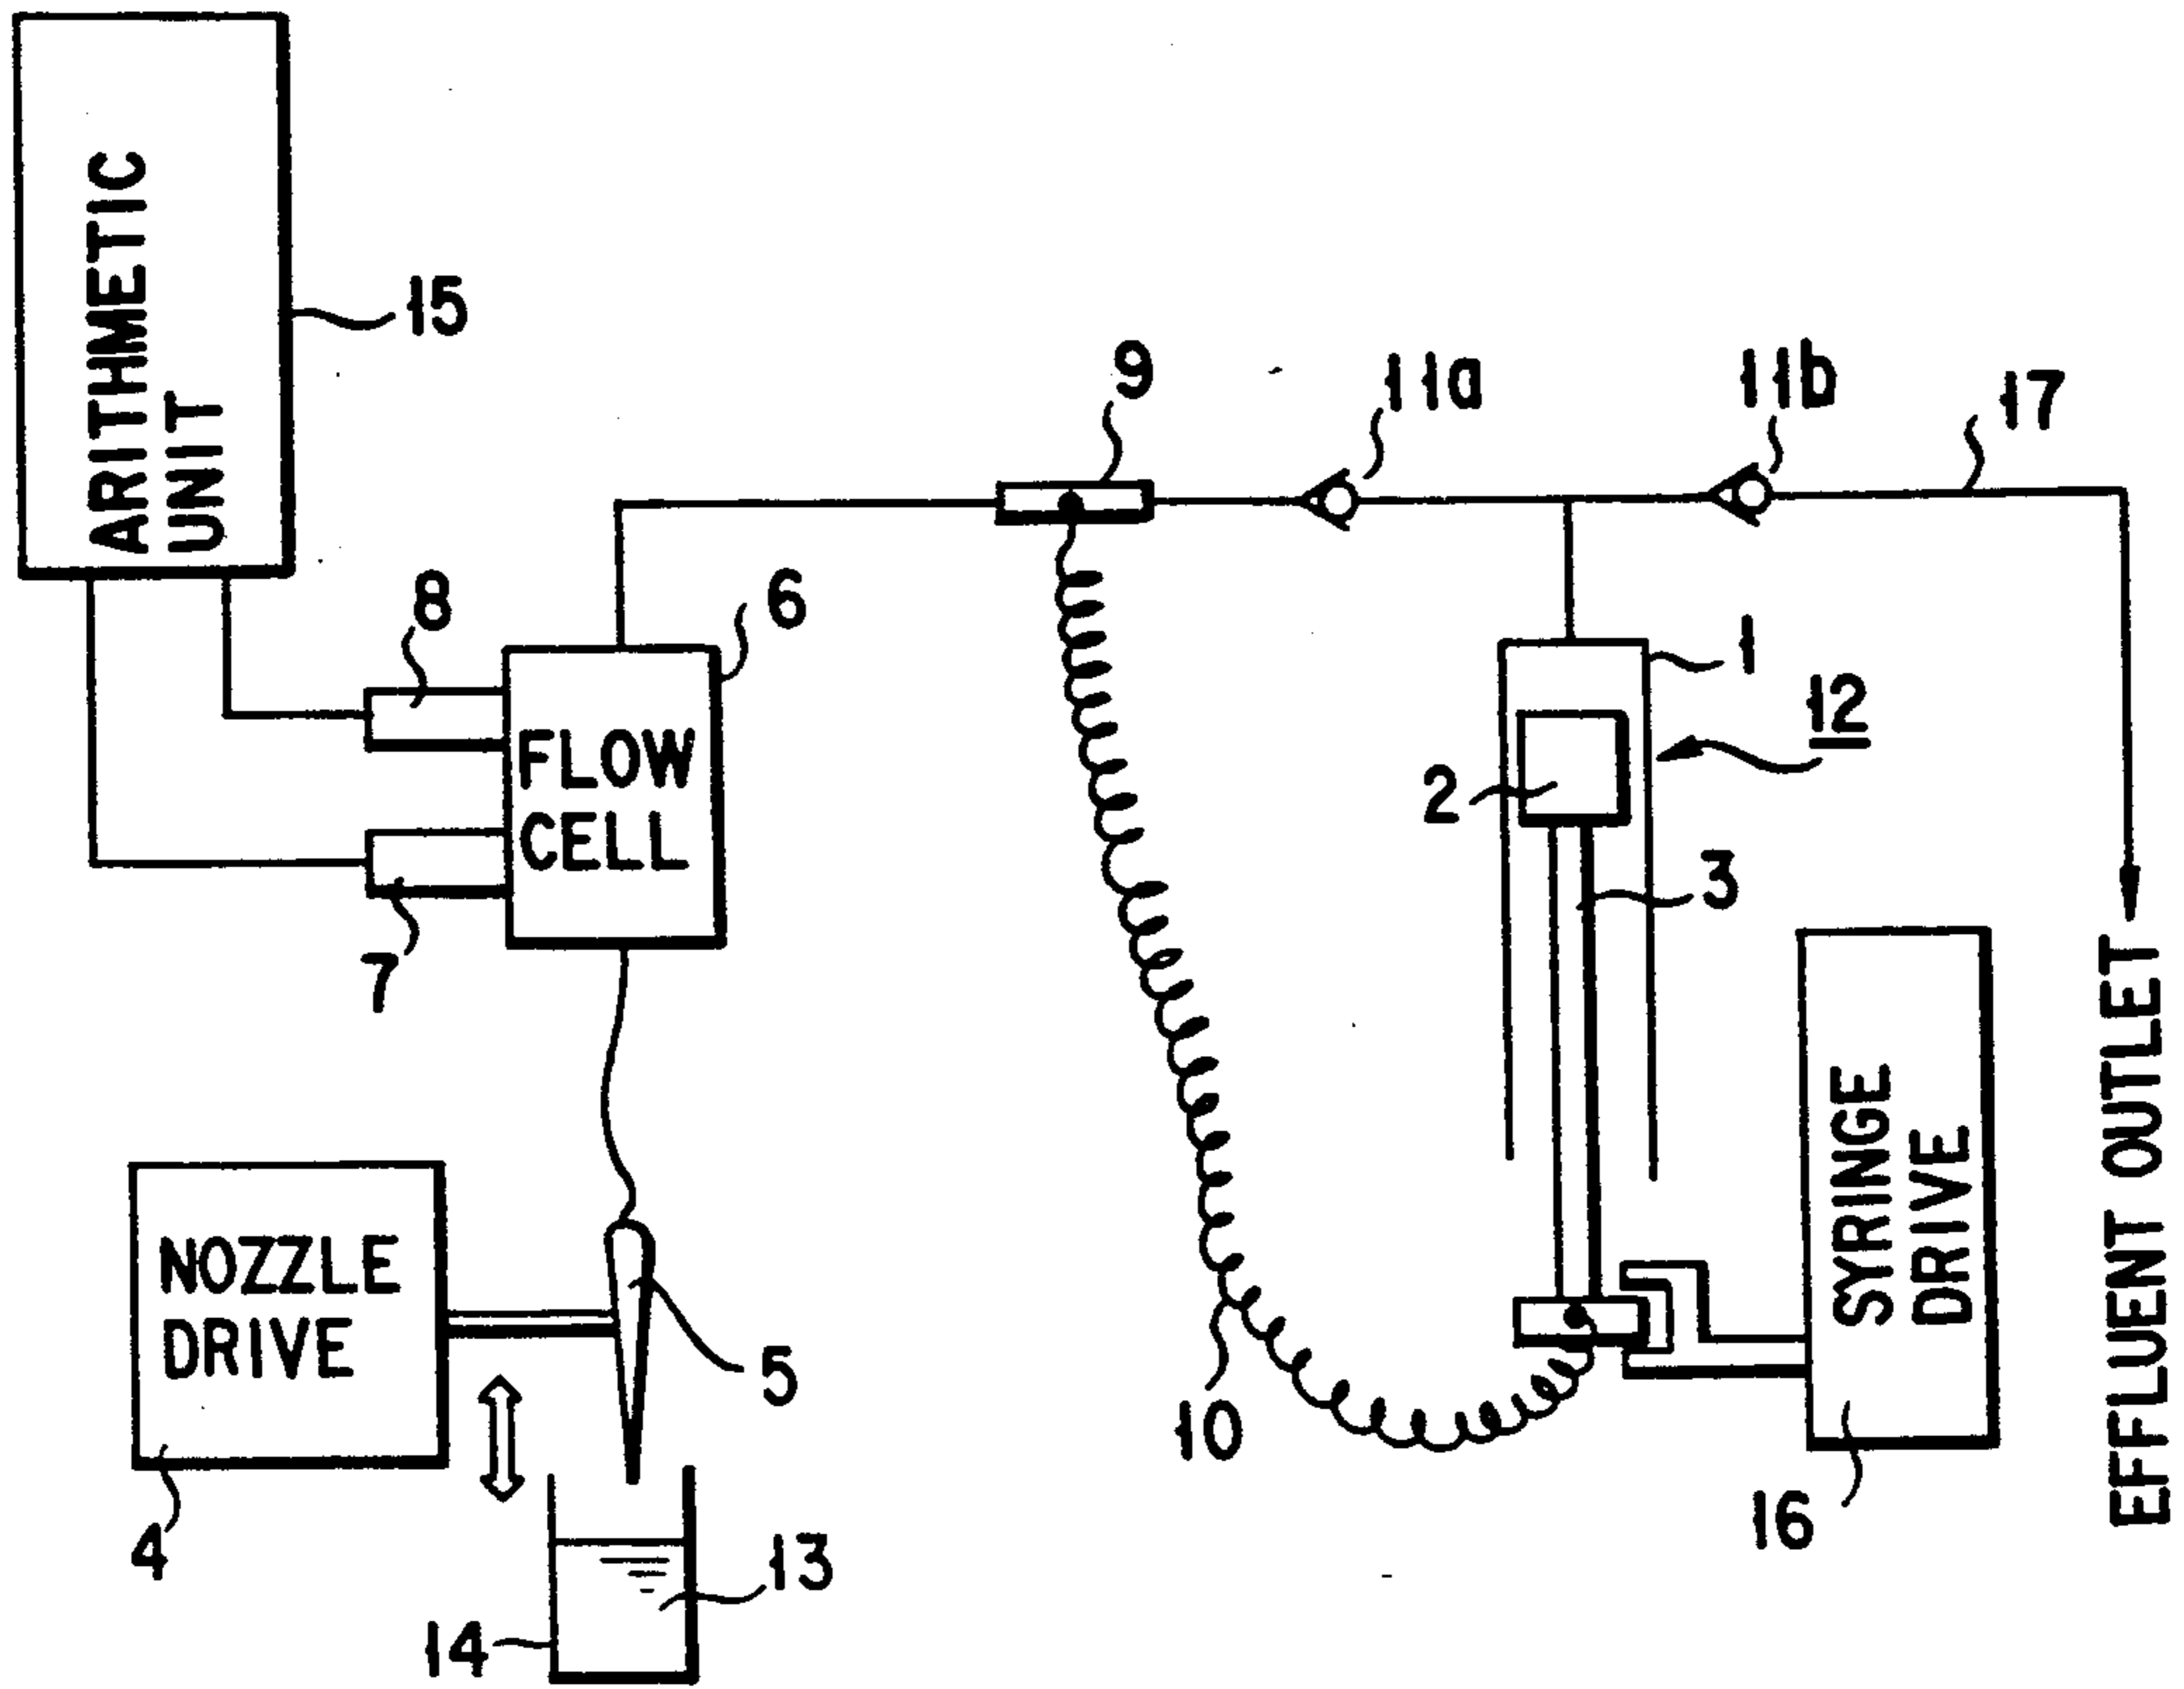 ARITHMETIC
UNIT
15
9
11a
11b
17
8
6
1
12
FLOW
CELL
2
3
7
NOZZLE
DRIVE
SYRINGE
DRIVE
EFFLUENT OUTLET
5
10
16
4
13
14